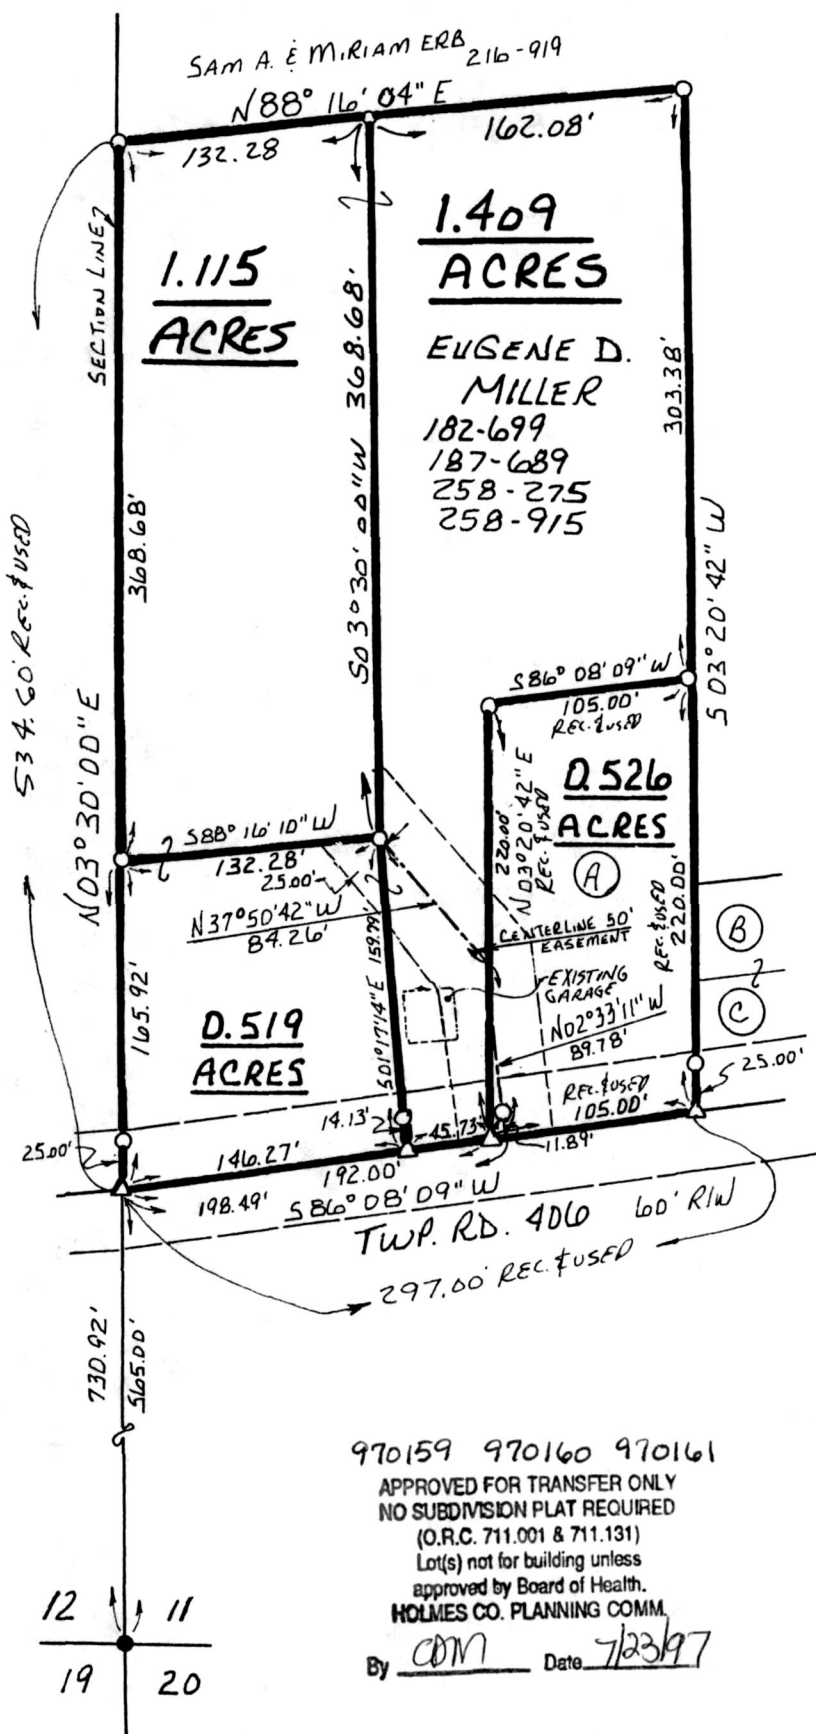 SAM A. & MIRIAM ERB 216-919
N88° 16' 04" E
132.28
162.08'
SECTION LINE
1.115
ACRES
1.409
ACRES
EUGENE D.
MILLER
182-699
187-689
258-275
258-915
303.38'
S03°30'00"W 368.68'
368.68'
534.60' REC. & USED
N03°30'00"E
S 03°20'42" W
S86° 08' 09" W
105.00'
REC. & USED
0.526
ACRES
A
220.00'
N03°20'42"E
REC. & USED
REC. & USED
220.00'
B
C
S88° 16' 10" W
132.28'
25.00'
N37°50'42"W
84.26'
S01°17'14"E 159.79'
CENTERLINE 50'
EASEMENT
EXISTING
GARAGE
N02°33'11"W
89.78'
165.92'
0.519
ACRES
REC. & USED
105.00'
25.00'
14.13'
45.73'
11.89'
25.00'
146.27'
192.00'
198.49'
S86° 08' 09" W
TWP. RD. 406 60' R/W
297.00' REC. & USED
730.92'
565.00'
970159 970160 970161
APPROVED FOR TRANSFER ONLY
NO SUBDIVISION PLAT REQUIRED
(O.R.C. 711.001 & 711.131)
Lot(s) not for building unless
approved by Board of Health.
HOLMES CO. PLANNING COMM.
By CDM Date 7/23/97
12 11
19 20